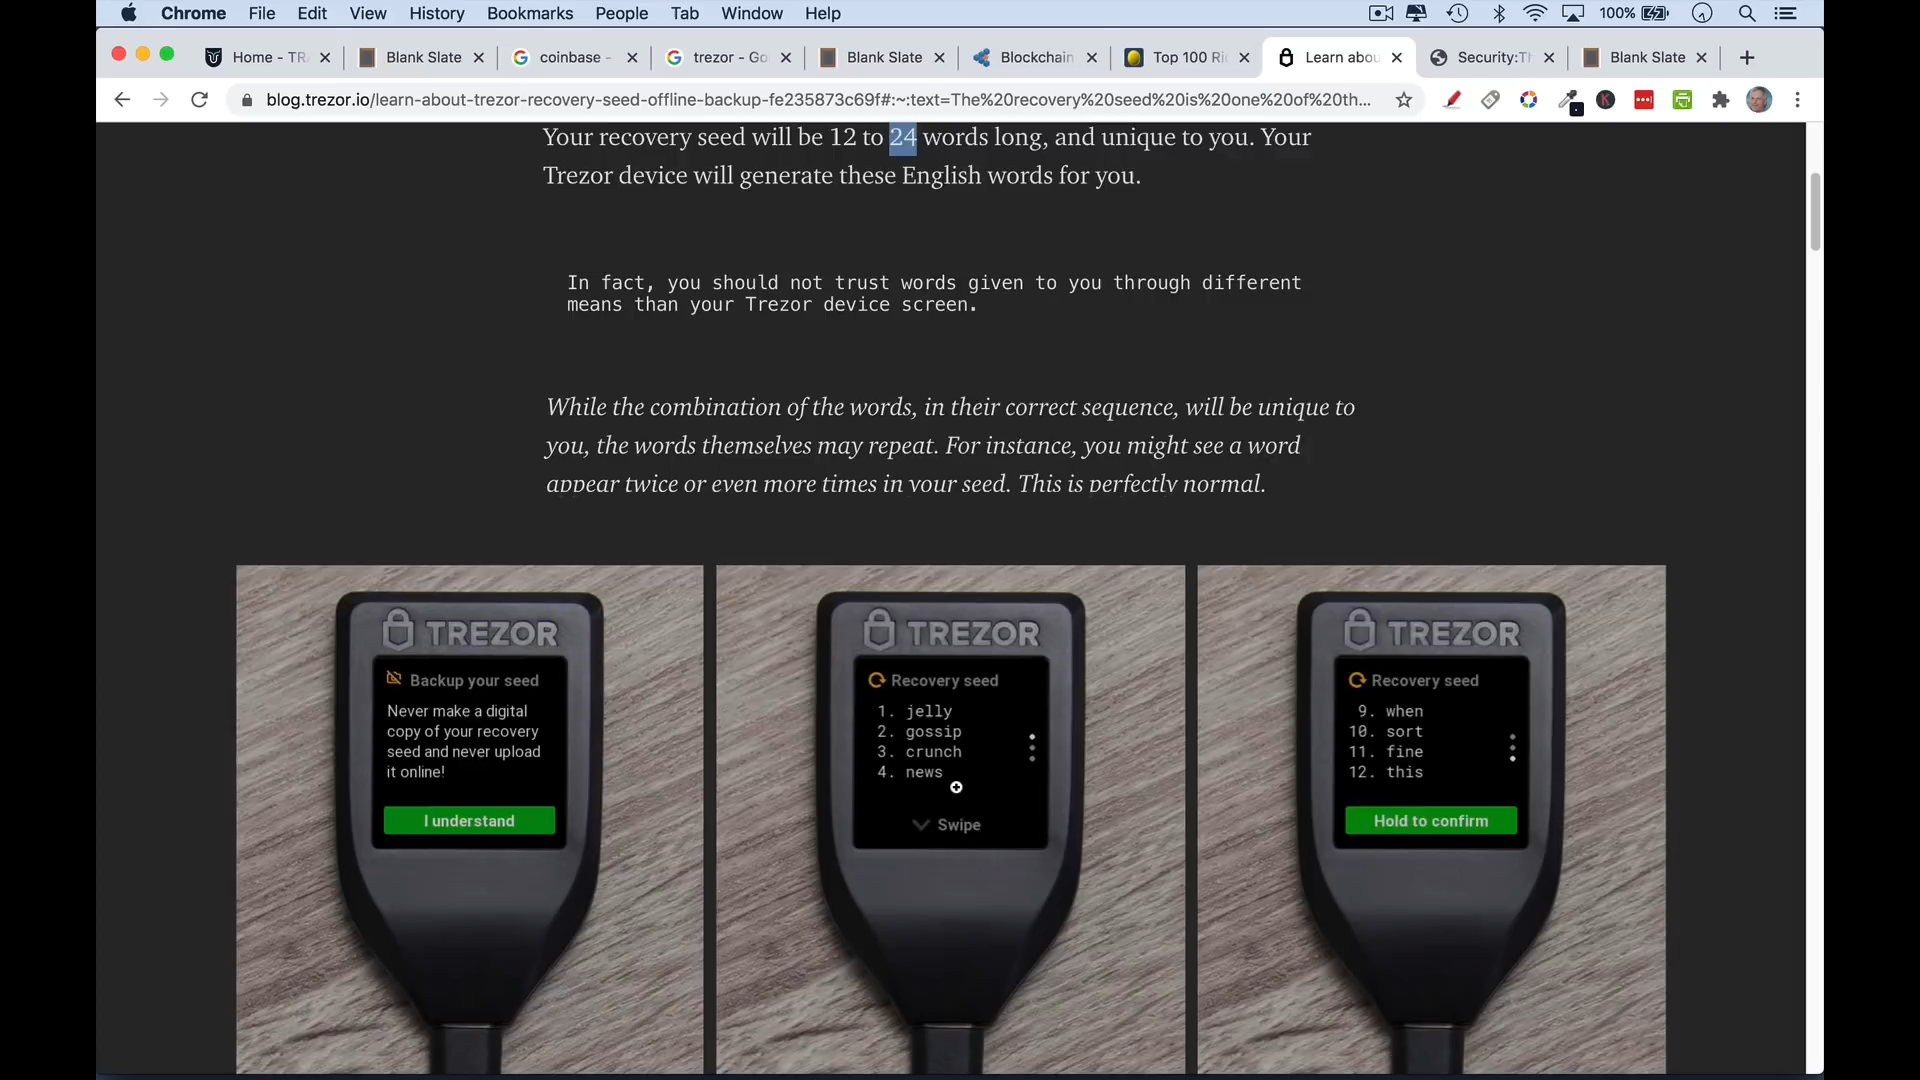 Chrome File Edit View History Bookmarks People Tab Window Help 100%
Home - TR Blank Slate coinbase - trezor - Go Blank Slate Blockchain Top 100 Ri Learn abou Security:Th Blank Slate
blog.trezor.io/learn-about-trezor-recovery-seed-offline-backup-fe235873c69f#:~:text=The%20recovery%20seed%20is%20one%20of%20th...
Your recovery seed will be 12 to 24 words long, and unique to you. Your
Trezor device will generate these English words for you.
In fact, you should not trust words given to you through different
means than your Trezor device screen.
While the combination of the words, in their correct sequence, will be unique to
you, the words themselves may repeat. For instance, you might see a word
appear twice or even more times in your seed. This is perfectly normal.
TREZOR
Backup your seed
Never make a digital
copy of your recovery
seed and never upload
it online!
I understand
TREZOR
Recovery seed
1. jelly
2. gossip
3. crunch
4. news
Swipe
TREZOR
Recovery seed
9. when
10. sort
11. fine
12. this
Hold to confirm